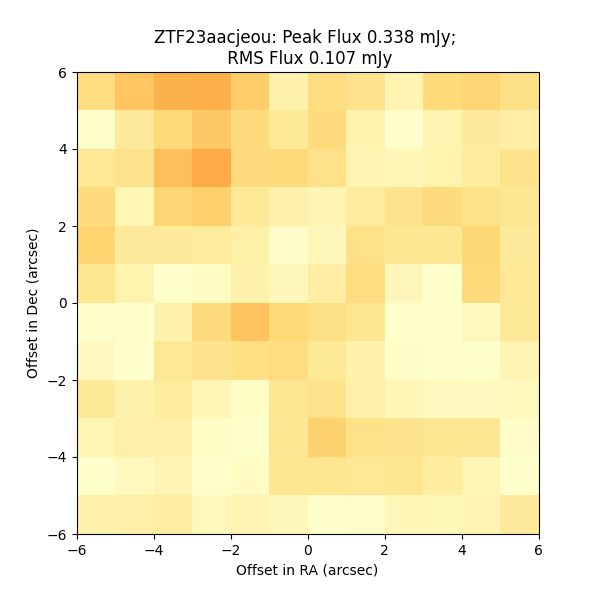 ZTF23aacjeou: Peak Flux 0.338 mJy;
RMS Flux 0.107 mJy
6
4
2
0
−2
−4
−6
Offset in Dec (arcsec)
−6 −4 −2 0 2 4 6
Offset in RA (arcsec)